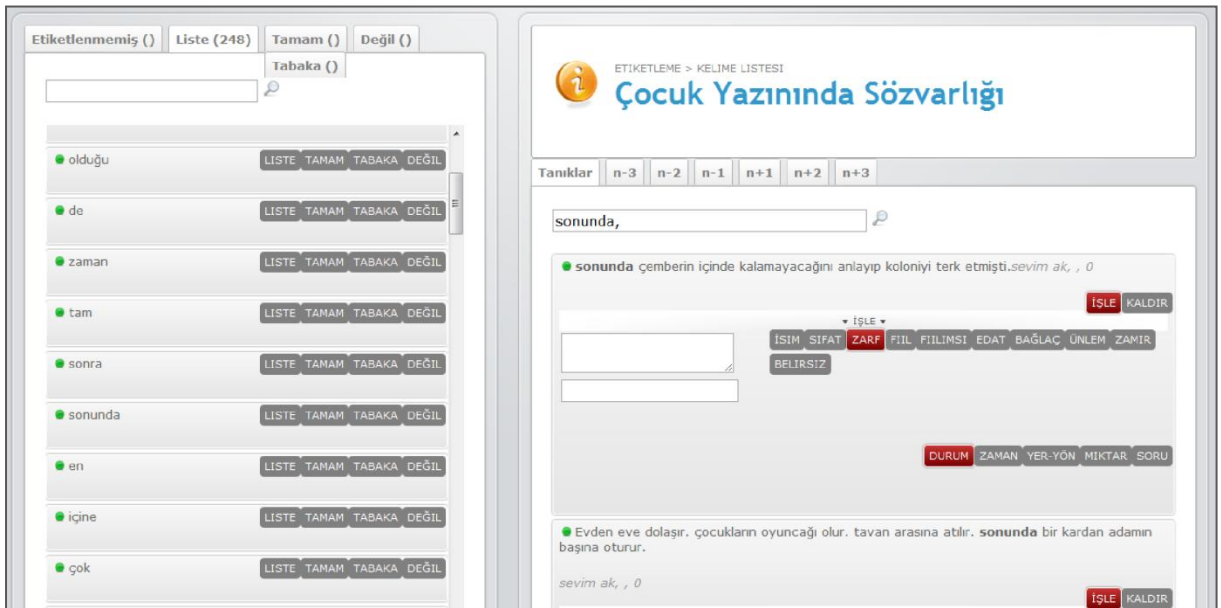 Etiketlenmemiş ()
Liste (248)
Tamam ()
Değil ()
Tabaka ()
olduğu LISTE TAMAM TABAKA DEĞIL
de LISTE TAMAM TABAKA DEĞIL
zaman LISTE TAMAM TABAKA DEĞIL
tam LISTE TAMAM TABAKA DEĞIL
sonra LISTE TAMAM TABAKA DEĞIL
sonunda LISTE TAMAM TABAKA DEĞIL
en LISTE TAMAM TABAKA DEĞIL
içine LISTE TAMAM TABAKA DEĞIL
çok LISTE TAMAM TABAKA DEĞIL
ETIKETLEME > KELIME LISTESI
Çocuk Yazınında Sözvarlığı
Tanıklar n-3 n-2 n-1 n+1 n+2 n+3
sonunda,
sonunda çemberin içinde kalamayacağını anlayıp koloniyi terk etmişti.sevim ak, , 0
İŞLE KALDIR
▾ İŞLE ▾
İSIM SIFAT ZARF FIIL FIILIMSI EDAT BAĞLAÇ ÜNLEM ZAMIR
BELIRSIZ
DURUM ZAMAN YER-YÖN MIKTAR SORU
Evden eve dolaşır. çocukların oyuncağı olur. tavan arasına atılır. sonunda bir kardan adamın
başına oturur.
sevim ak, , 0
İŞLE KALDIR